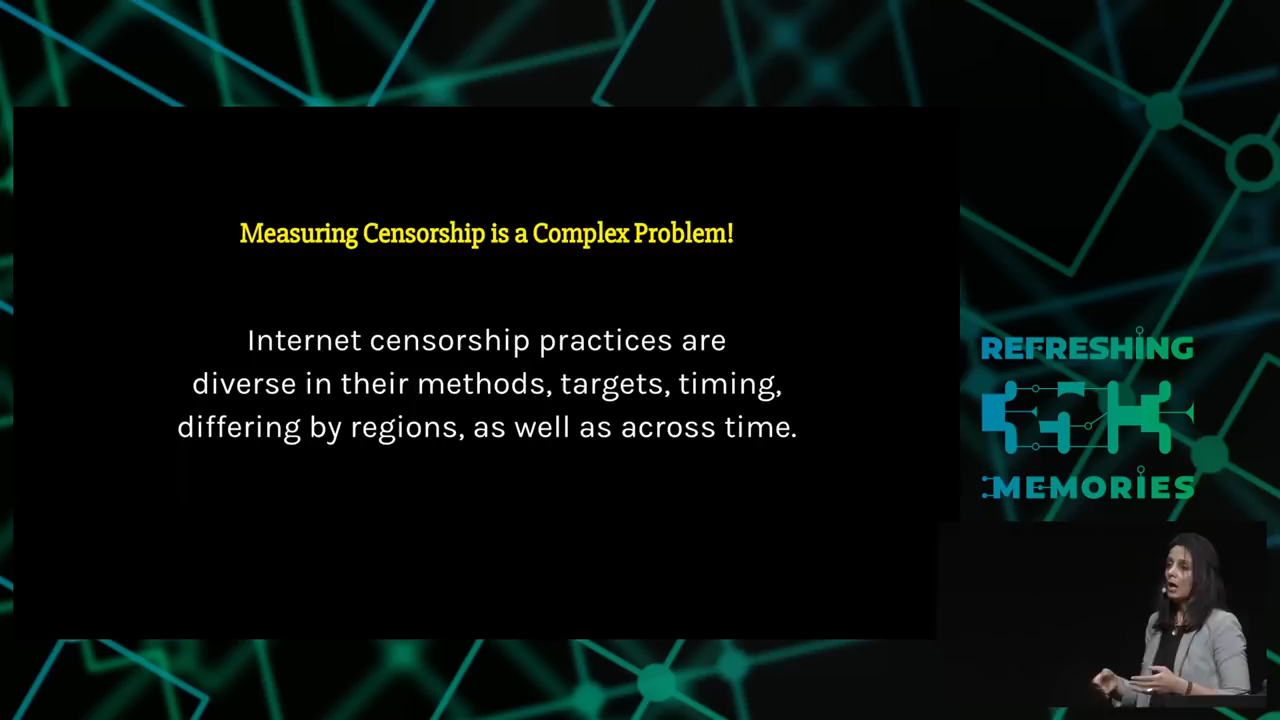 Measuring Censorship is a Complex Problem!
Internet censorship practices are
diverse in their methods, targets, timing,
differing by regions, as well as across time.
REFRESHING
MEMORIES